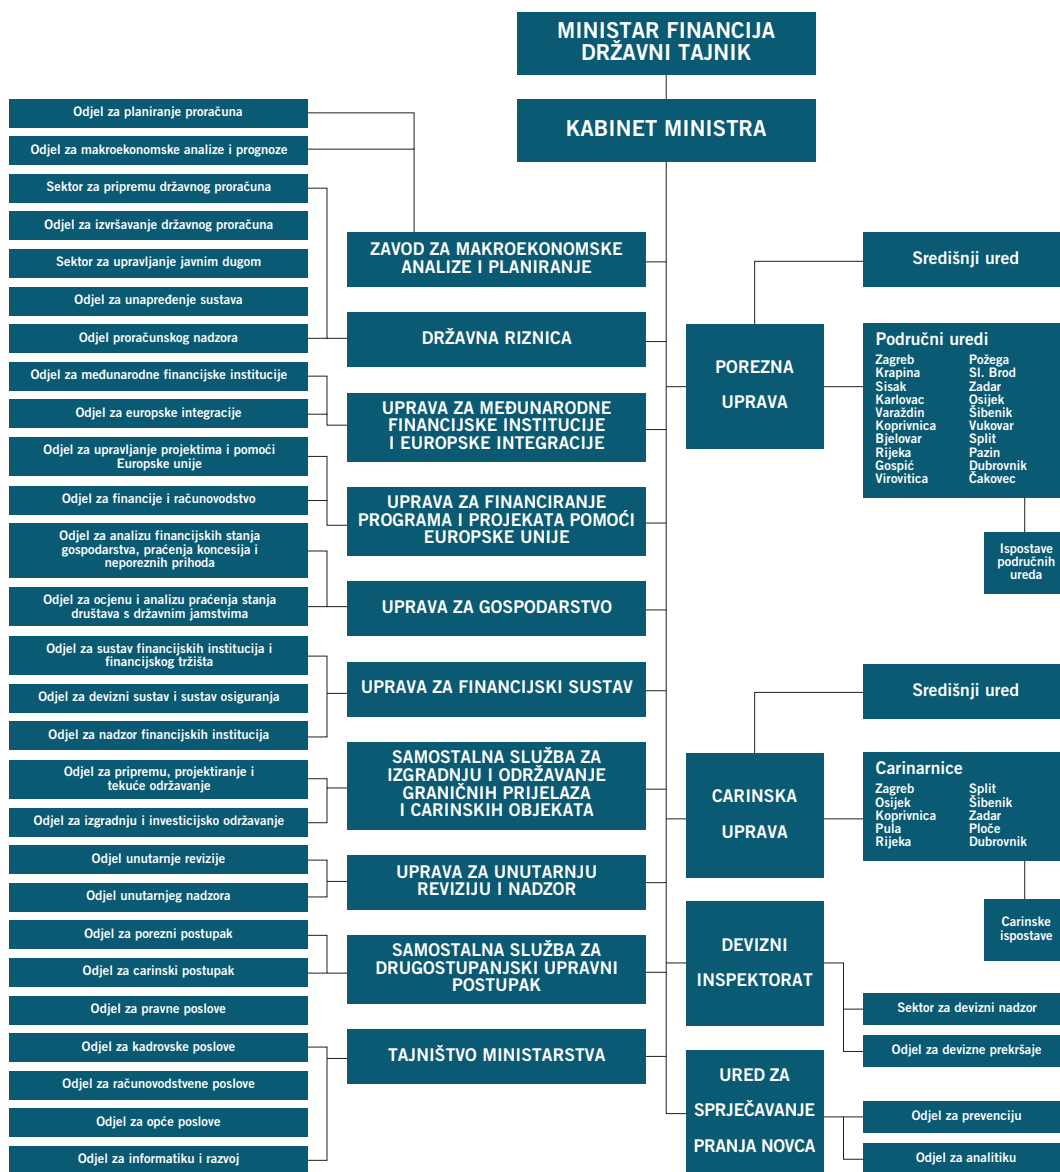 MINISTAR FINANCIJA
DRŽAVNI TAJNIK
KABINET MINISTRA
Odjel za planiranje proračuna
Odjel za makroekonomske analize i prognoze
Sektor za pripremu državnog proračuna
Odjel za izvršavanje državnog proračuna
Sektor za upravljanje javnim dugom
Odjel za unapređenje sustava
Odjel proračunskog nadzora
Odjel za međunarodne financijske institucije
Odjel za europske integracije
Odjel za upravljanje projektima i pomoći
Europske unije
Odjel za financije i računovodstvo
Odjel za analizu financijskih stanja
gospodarstva, praćenja koncesija i
neporeznih prihoda
Odjel za ocjenu i analizu praćenja stanja
društava s državnim jamstvima
Odjel za sustav financijskih institucija i
financijskog tržišta
Odjel za devizni sustav i sustav osiguranja
Odjel za nadzor financijskih institucija
Odjel za pripremu, projektiranje i
tekuće održavanje
Odjel za izgradnju i investicijsko održavanje
Odjel unutarnje revizije
Odjel unutarnjeg nadzora
Odjel za porezni postupak
Odjel za carinski postupak
Odjel za pravne poslove
Odjel za kadrovske poslove
Odjel za računovodstvene poslove
Odjel za opće poslove
Odjel za informatiku i razvoj
ZAVOD ZA MAKROEKONOMSKE
ANALIZE I PLANIRANJE
DRŽAVNA RIZNICA
UPRAVA ZA MEĐUNARODNE
FINANCIJSKE INSTITUCIJE
I EUROPSKE INTEGRACIJE
UPRAVA ZA FINANCIRANJE
PROGRAMA I PROJEKATA POMOĆI
EUROPSKE UNIJE
UPRAVA ZA GOSPODARSTVO
UPRAVA ZA FINANCIJSKI SUSTAV
SAMOSTALNA SLUŽBA ZA
IZGRADNJU I ODRŽAVANJE
GRANIČNIH PRIJELAZA
I CARINSKIH OBJEKATA
UPRAVA ZA UNUTARNJU
REVIZIJU I NADZOR
SAMOSTALNA SLUŽBA ZA
DRUGOSTUPANJSKI UPRAVNI
POSTUPAK
TAJNIŠTVO MINISTARSTVA
POREZNA
UPRAVA
Središnji ured
Područni uredi
Zagreb Požega
Krapina Sl. Brod
Sisak Zadar
Karlovac Osijek
Varaždin Šibenik
Koprivnica Vukovar
Bjelovar Split
Rijeka Pazin
Gospić Dubrovnik
Virovitica Čakovec
Ispostave
područnih
ureda
CARINSKA
UPRAVA
Središnji ured
Carinarnice
Zagreb Split
Osijek Šibenik
Koprivnica Zadar
Pula Ploče
Rijeka Dubrovnik
Carinske
ispostave
DEVIZNI
INSPEKTORAT
Sektor za devizni nadzor
Odjel za devizne prekršaje
URED ZA
SPRJEČAVANJE
PRANJA NOVCA
Odjel za prevenciju
Odjel za analitiku